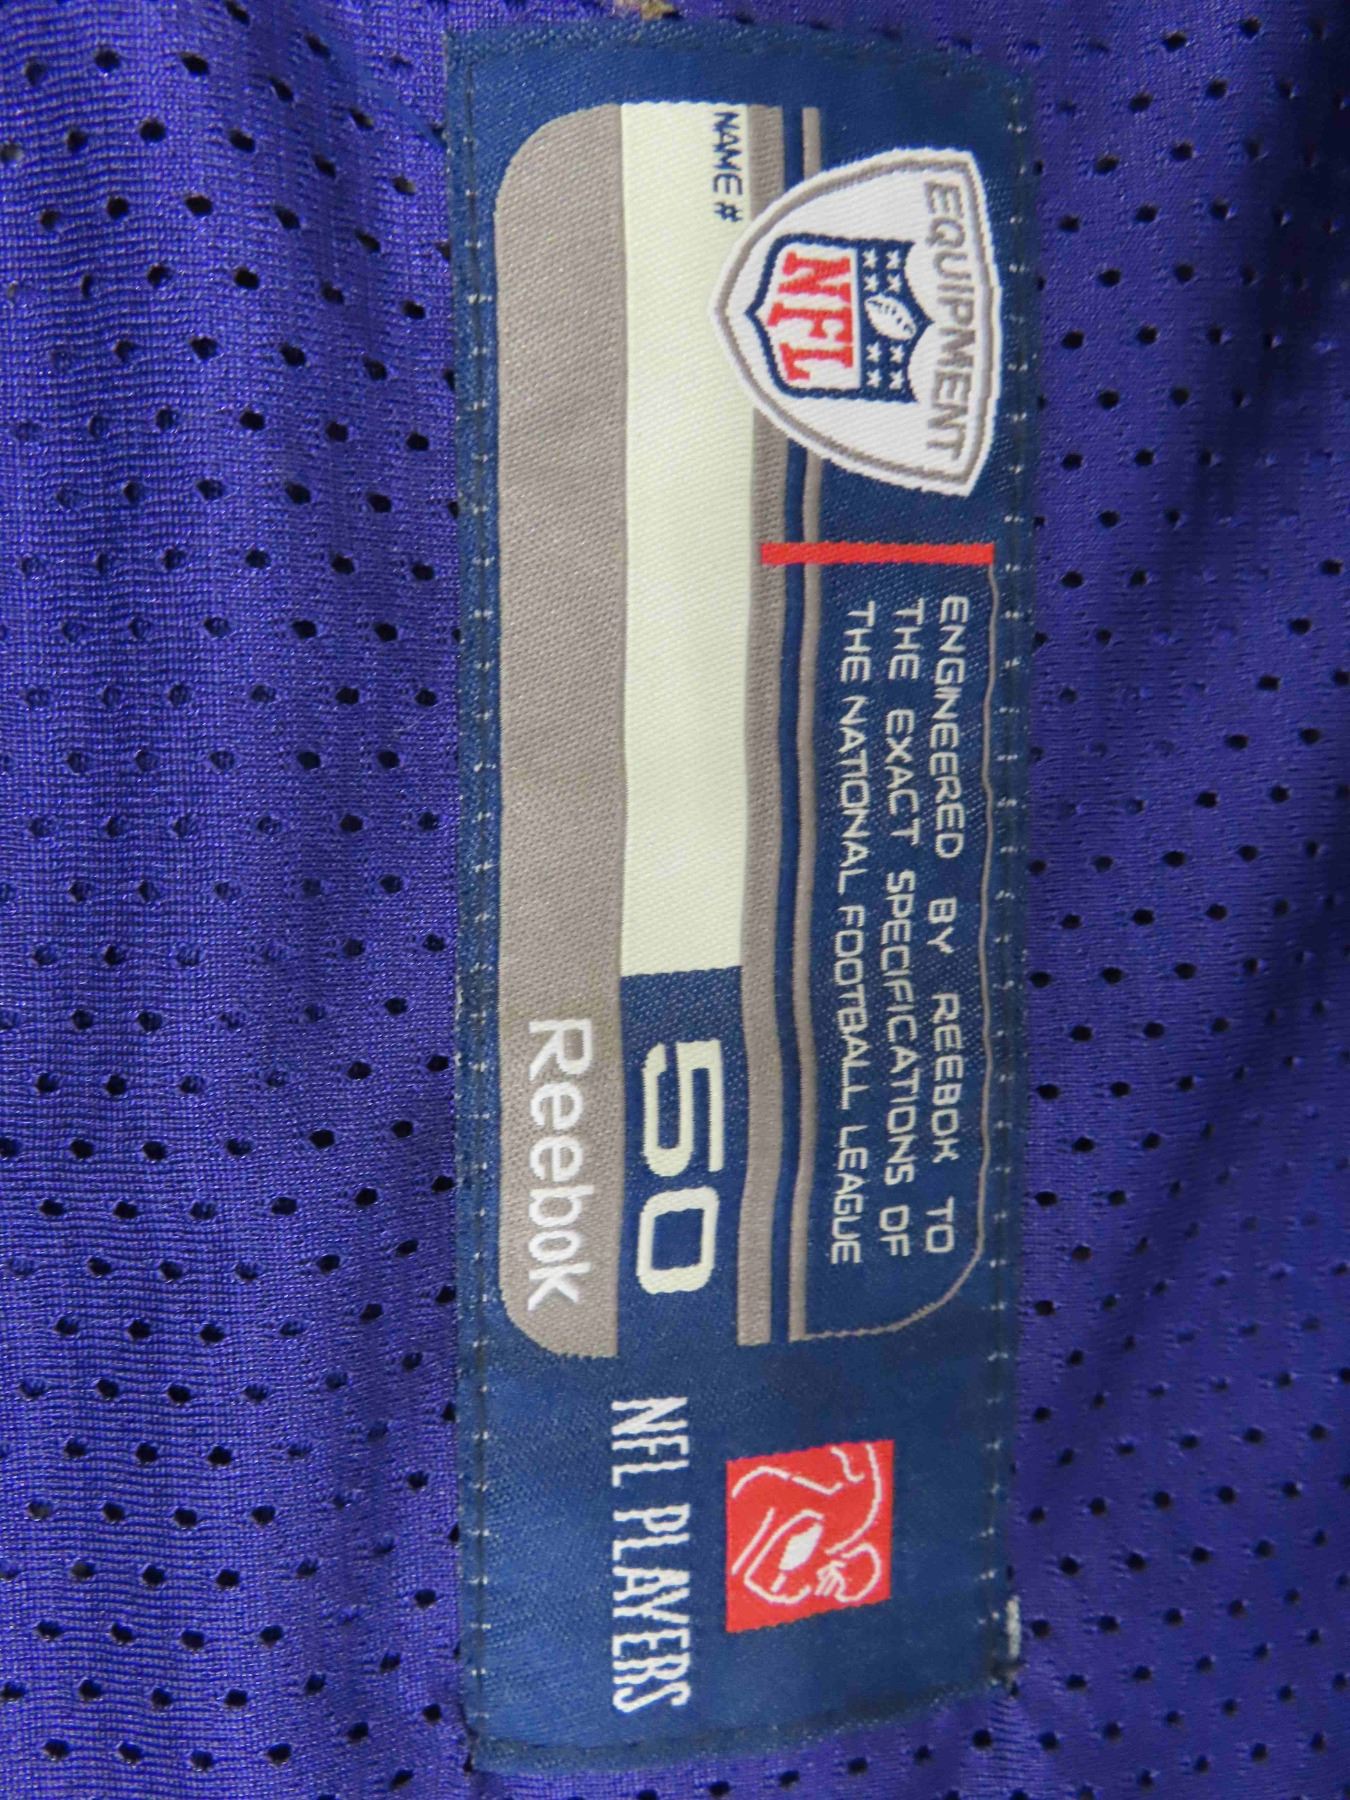 EQUIPMENT
NFL
ENGINEERED BY REEBOK TO
THE EXACT SPECIFICATIONS OF
THE NATIONAL FOOTBALL LEAGUE
NAME #
50
Reebok
NFL PLAYERS